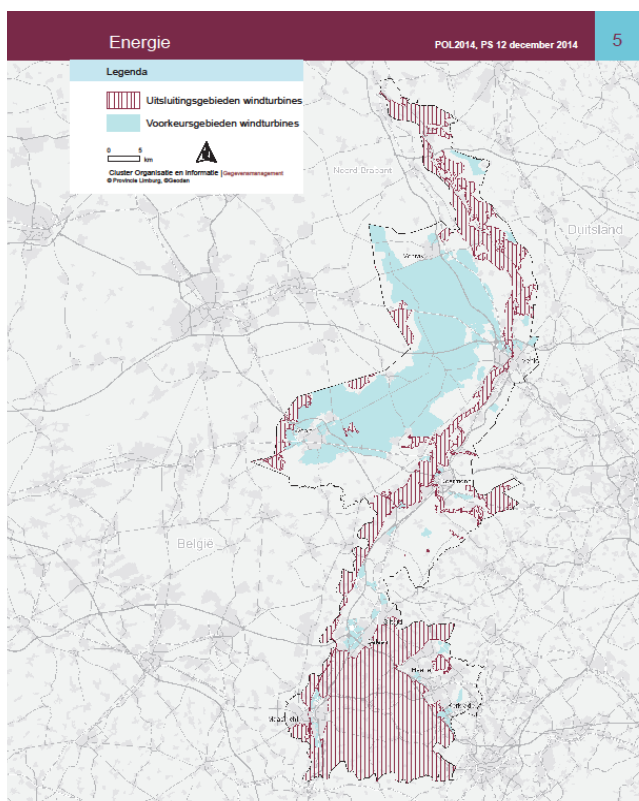 Energie
POL2014, PS 12 december 2014
5
Legenda
Uitsluitingsgebieden windturbines
Voorkeursgebieden windturbines
0 5
km
Cluster Organisatie en Informatie | Gegevensmanagement
© Provincie Limburg, ©Geodan
Noord-Brabant
Duitsland
België